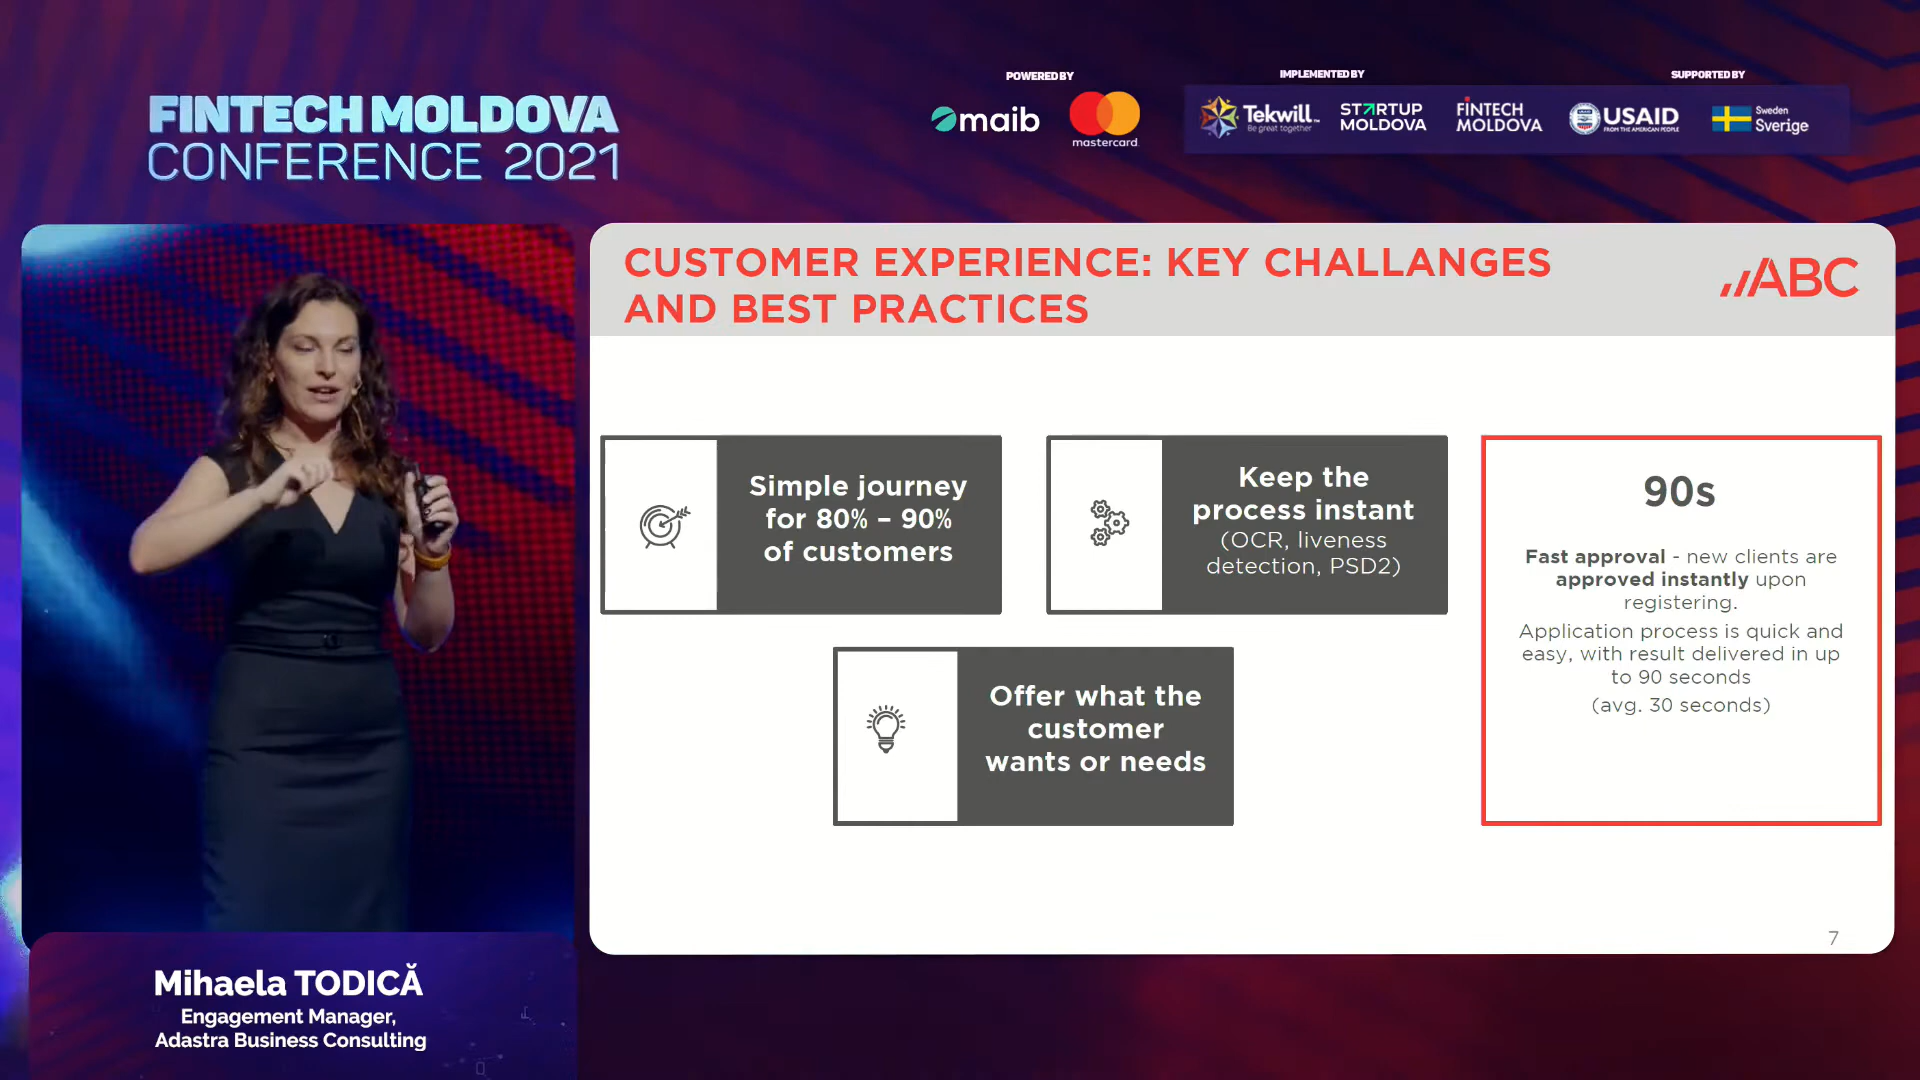 FINTECH MOLDOVA
CONFERENCE 2021
POWERED BY
maib
mastercard
IMPLEMENTED BY
Tekwill
Be great together
STARTUP
MOLDOVA
FINTECH
MOLDOVA
SUPPORTED BY
USAID
FROM THE AMERICAN PEOPLE
Sweden
Sverige
CUSTOMER EXPERIENCE: KEY CHALLANGES
AND BEST PRACTICES
ABC
Simple journey
for 80% – 90%
of customers
Keep the
process instant
(OCR, liveness
detection, PSD2)
Offer what the
customer
wants or needs
90s
Fast approval - new clients are
approved instantly upon
registering.
Application process is quick and
easy, with result delivered in up
to 90 seconds
(avg. 30 seconds)
7
Mihaela TODICĂ
Engagement Manager,
Adastra Business Consulting